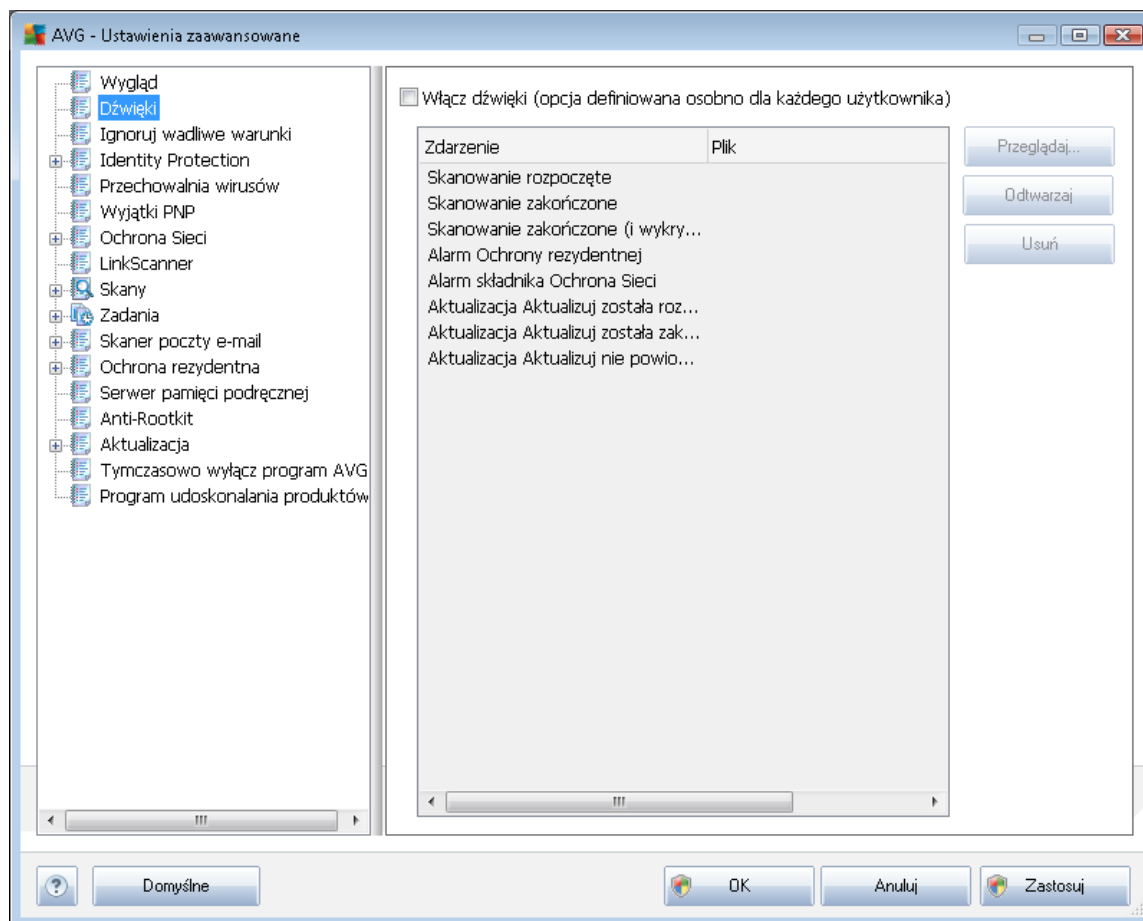 AVG - Ustawienia zaawansowane
Wygląd
Dźwięki
Ignoruj wadliwe warunki
Identity Protection
Przechowalnia wirusów
Wyjątki PNP
Ochrona Sieci
LinkScanner
Skany
Zadania
Skaner poczty e-mail
Ochrona rezydentna
Serwer pamięci podręcznej
Anti-Rootkit
Aktualizacja
Tymczasowo wyłącz program AVG
Program udoskonalania produktów
Włącz dźwięki (opcja definiowana osobno dla każdego użytkownika)
Zdarzenie Plik
Skanowanie rozpoczęte
Skanowanie zakończone
Skanowanie zakończone (i wykry...
Alarm Ochrony rezydentnej
Alarm składnika Ochrona Sieci
Aktualizacja Aktualizuj została roz...
Aktualizacja Aktualizuj została zak...
Aktualizacja Aktualizuj nie powio...
Przeglądaj...
Odtwarzaj
Usuń
? Domyślne OK Anuluj Zastosuj